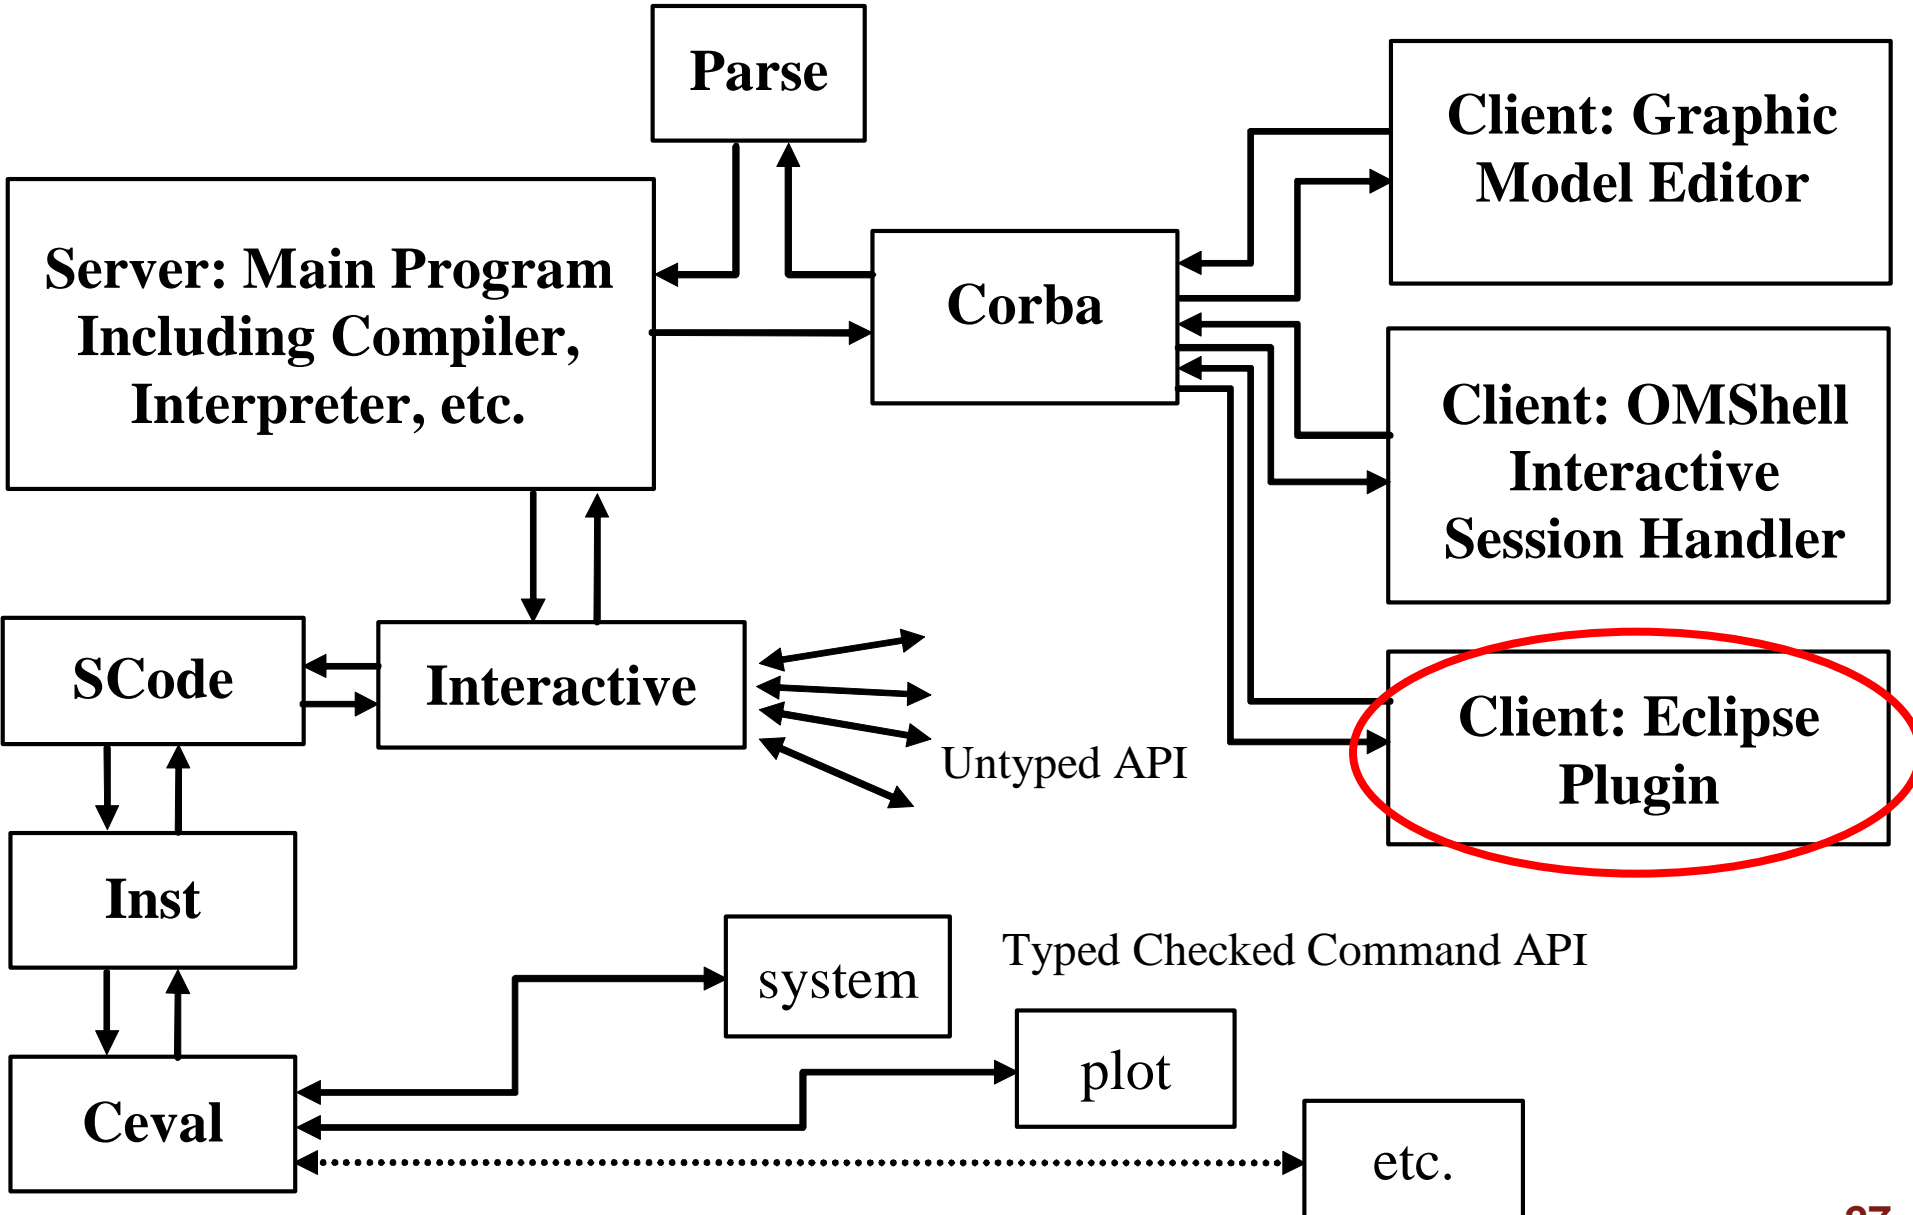 Parse
Client: Graphic
Model Editor
Server: Main Program
Including Compiler,
Interpreter, etc.
Corba
Client: OMShell
Interactive
Session Handler
SCode
Interactive
Untyped API
Client: Eclipse
Plugin
Inst
system
Typed Checked Command API
plot
Ceval
etc.